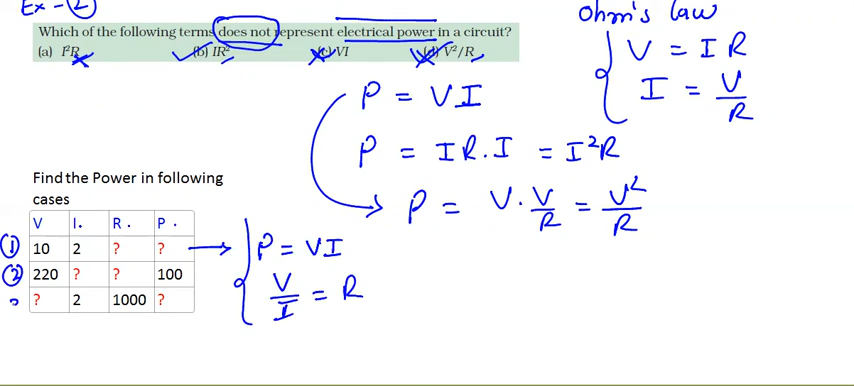 Ex - 2
Ohm's law
Which of the following terms does not represent electrical power in a circuit?
(a) I²R (b) IR² (c) VI (d) V²/R
V = I R
I = V/R
P = V I
P = I R . I = I²R
P = V . V/R = V²/R
Find the Power in following
cases
V I. R . P .
① 10 2 ? ?
② 220 ? ? 100
? 2 1000 ?
P = VI
V/I = R